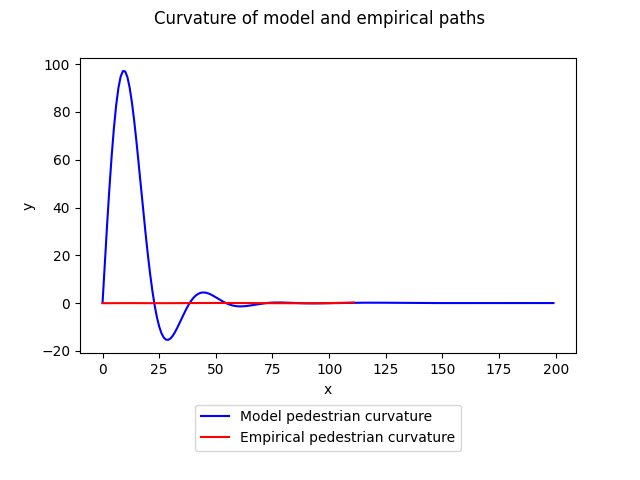 Curvature of model and empirical paths
100
80
60
40
20
0
−20
y
0 25 50 75 100 125 150 175 200
x
Model pedestrian curvature
Empirical pedestrian curvature